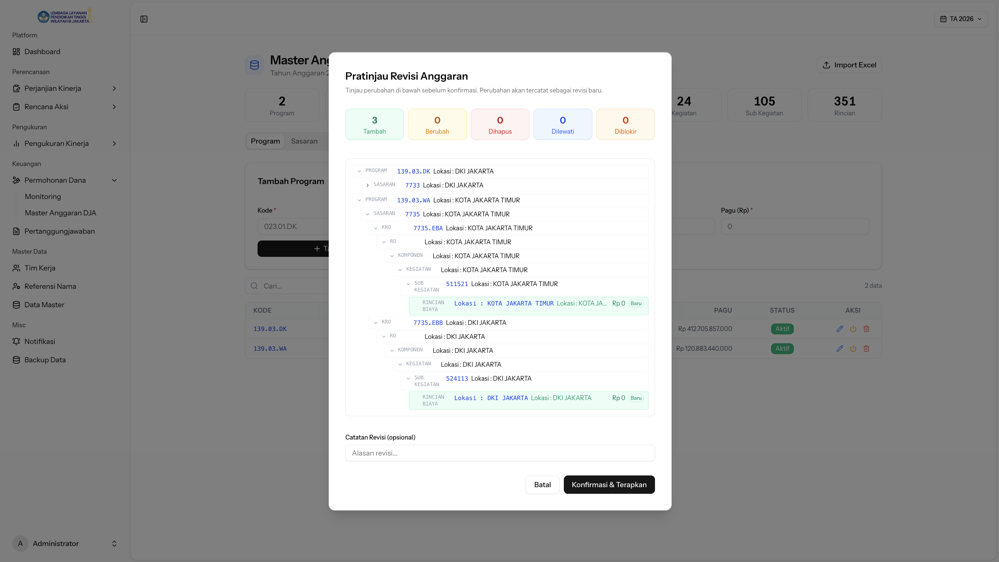 LEMBAGA LAYANAN
PENDIDIKAN TINGGI
WILAYAH III JAKARTA
Platform
Dashboard
Perencanaan
Perjanjian Kinerja
Rencana Aksi
Pengukuran
Pengukuran Kinerja
Keuangan
Permohonan Dana
Monitoring
Master Anggaran DJA
Pertanggungjawaban
Master Data
Tim Kerja
Referensi Nama
Data Master
Misc
Notifikasi
Backup Data
A Administrator
TA 2026
Master Ang
Tahun Anggaran 2
Import Excel
2
Program
24
Kegiatan
105
Sub Kegiatan
351
Rincian
Program Sasaran
Tambah Program
Kode *
023.01.DK
Pagu (Rp) *
0
+ Ta
Cari...
2 data
KODE PAGU STATUS AKSI
139.03.DK Rp 412.705.857.000 Aktif
139.03.WA Rp 120.883.440.000 Aktif
Pratinjau Revisi Anggaran
Tinjau perubahan di bawah sebelum konfirmasi. Perubahan akan tercatat sebagai revisi baru.
3
Tambah
0
Berubah
0
Dihapus
0
Dilewati
0
Diblokir
PROGRAM 139.03.DK Lokasi : DKI JAKARTA
SASARAN 7733 Lokasi : DKI JAKARTA
PROGRAM 139.03.WA Lokasi : KOTA JAKARTA TIMUR
SASARAN 7735 Lokasi : KOTA JAKARTA TIMUR
KRO 7735.EBA Lokasi : KOTA JAKARTA TIMUR
RO Lokasi : KOTA JAKARTA TIMUR
KOMPONEN Lokasi : KOTA JAKARTA TIMUR
KEGIATAN Lokasi : KOTA JAKARTA TIMUR
SUB KEGIATAN 511521 Lokasi : KOTA JAKARTA TIMUR
RINCIAN BIAYA Lokasi : KOTA JAKARTA TIMUR Lokasi : KOTA JA... Rp 0 Baru
KRO 7735.EBB Lokasi : DKI JAKARTA
RO Lokasi : DKI JAKARTA
KOMPONEN Lokasi : DKI JAKARTA
KEGIATAN Lokasi : DKI JAKARTA
SUB KEGIATAN 524113 Lokasi : DKI JAKARTA
RINCIAN BIAYA Lokasi : DKI JAKARTA Lokasi : DKI JAKARTA Rp 0 Baru
Catatan Revisi (opsional)
Alasan revisi...
Batal
Konfirmasi & Terapkan